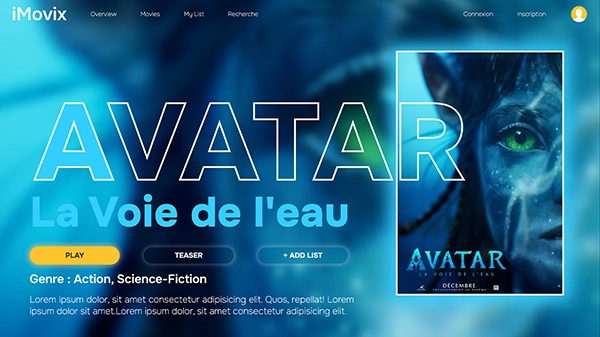 iMovix
Overview
Movies
My List
Recherche
Connexion
Inscription
AVATAR
La Voie de l'eau
PLAY
TEASER
+ ADD LIST
Genre : Action, Science-Fiction
Lorem ipsum dolor, sit amet consectetur adipisicing elit. Quos, repellat! Lorem
ipsum dolor sit amet.Lorem ipsum dolor, sit amet consectetur adipisicing elit.
AVATAR
LA VOIE DE L'EAU
DÉCEMBRE